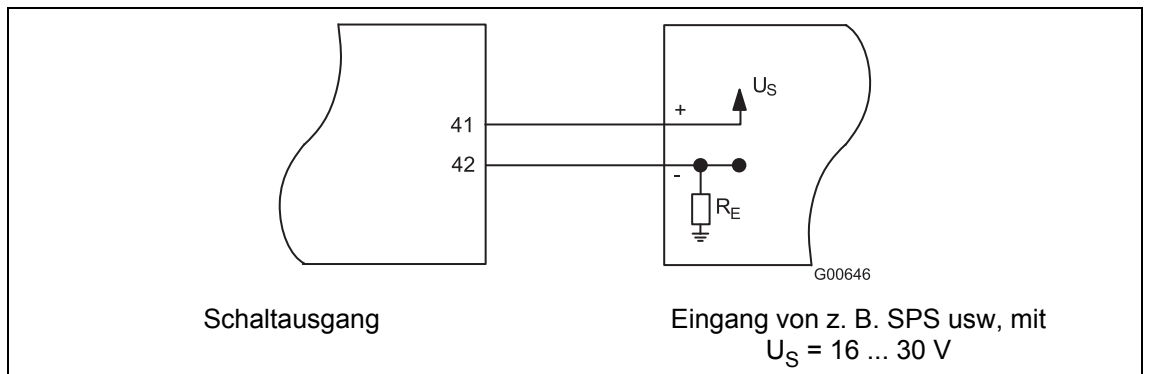 U_S
+
41
42
-
R_E
G00646
Schaltausgang
Eingang von z. B. SPS usw, mit
U_S = 16 ... 30 V